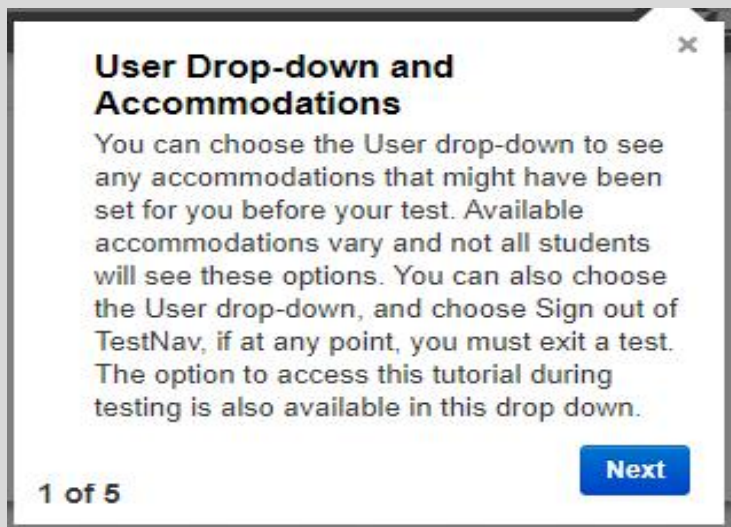 ×
User Drop-down and
Accommodations
You can choose the User drop-down to see
any accommodations that might have been
set for you before your test. Available
accommodations vary and not all students
will see these options. You can also choose
the User drop-down, and choose Sign out of
TestNav, if at any point, you must exit a test.
The option to access this tutorial during
testing is also available in this drop down.
Next
1 of 5